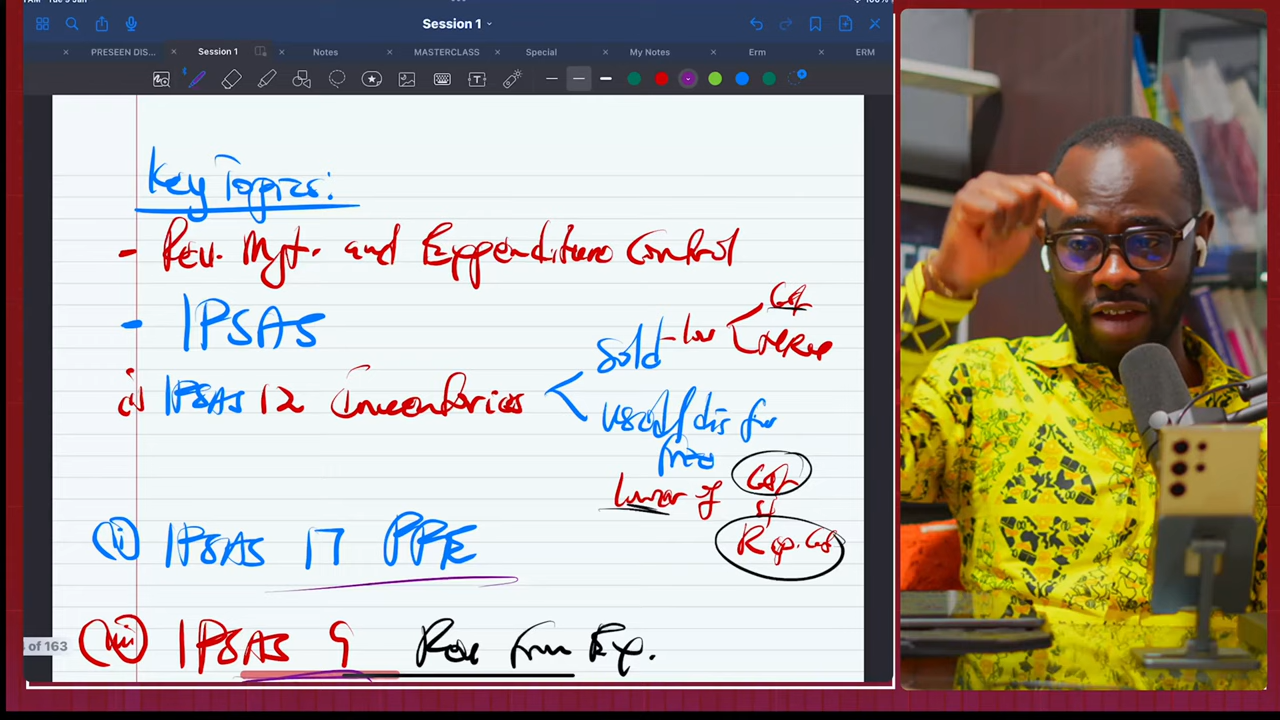 Session 1
PRESEEN DIS...
Session 1
Notes
MASTERCLASS
Special
My Notes
Erm
ERM
Key Topics:
- Rev. Mgt. and Expenditure Control
- IPSAS
i) IPSAS 12 Inventories
Sold - low
Cost
NRV
used/dis for
free
lower of Cost
Rep. Cost
(ii) IPSAS 17 PPE
(iii) IPSAS 9 Rev from Ex.
of 163